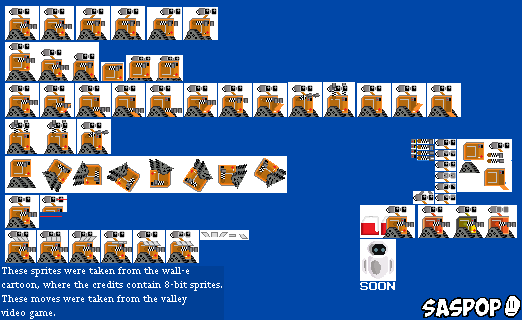 These sprites were taken from the wall-e
cartoon, where the credits contain 8-bit sprites.
These moves were taken from the valley
video game.
SOON
SASPOP